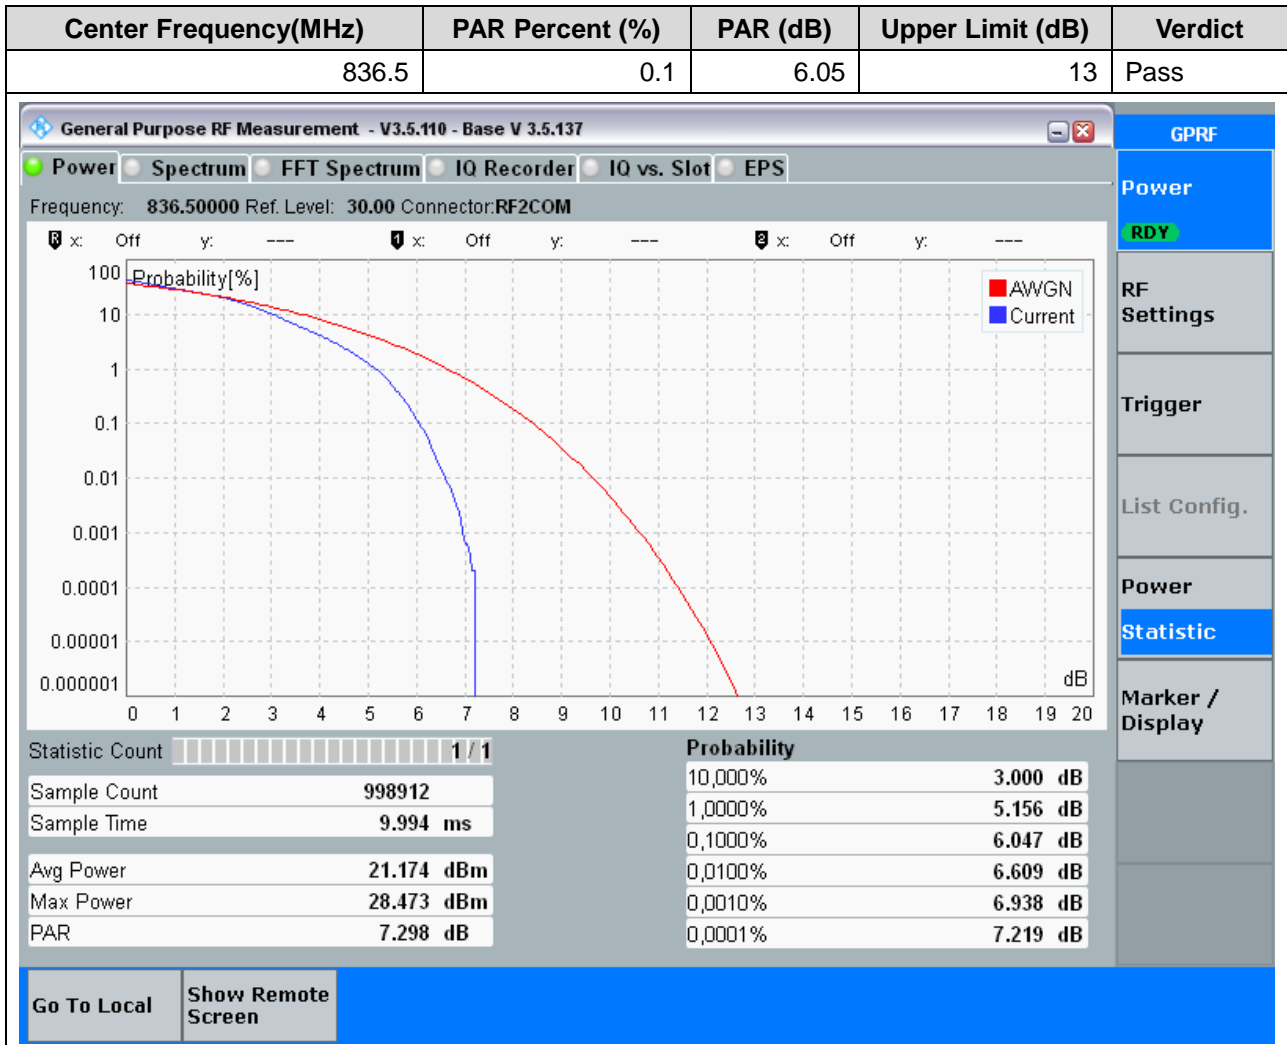 Center Frequency(MHz) PAR Percent (%) PAR (dB) Upper Limit (dB) Verdict
836.5 0.1 6.05 13 Pass
General Purpose RF Measurement - V3.5.110 - Base V 3.5.137
GPRF
Power Spectrum FFT Spectrum IQ Recorder IQ vs. Slot EPS
Power
RDY
Frequency: 836.50000 Ref. Level: 30.00 Connector:RF2COM
R x: Off y: --- 1 x: Off y: --- 2 x: Off y: ---
Probability[%]
AWGN
Current
100
10
1
0.1
0.01
0.001
0.0001
0.00001
0.000001
dB
0 1 2 3 4 5 6 7 8 9 10 11 12 13 14 15 16 17 18 19 20
RF
Settings
Trigger
List Config.
Power
Statistic
Marker /
Display
Statistic Count 1 / 1
Sample Count 998912
Sample Time 9.994 ms
Avg Power 21.174 dBm
Max Power 28.473 dBm
PAR 7.298 dB
Probability
10,000% 3.000 dB
1,0000% 5.156 dB
0,1000% 6.047 dB
0,0100% 6.609 dB
0,0010% 6.938 dB
0,0001% 7.219 dB
Go To Local
Show Remote
Screen